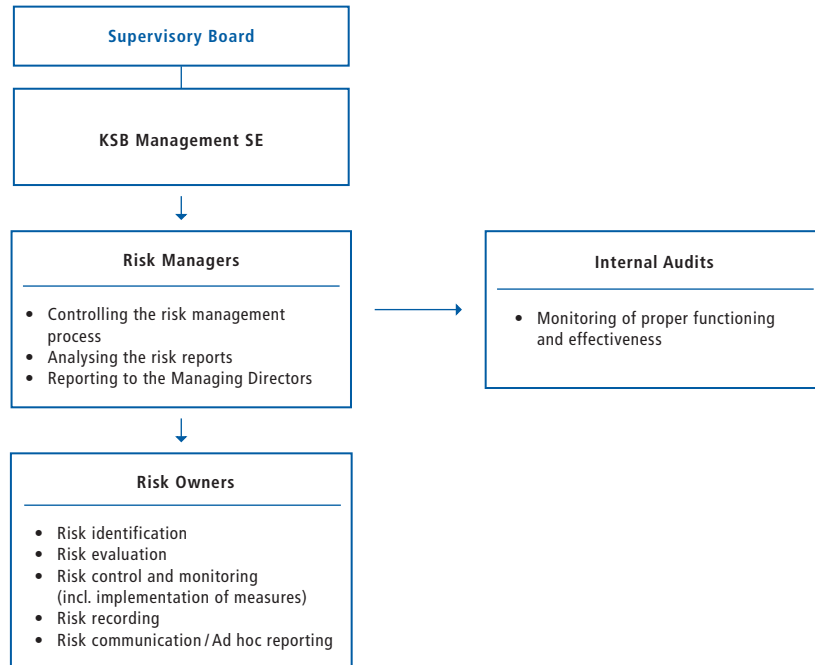 Supervisory Board
KSB Management SE
Risk Managers
• Controlling the risk management
process
• Analysing the risk reports
• Reporting to the Managing Directors
Internal Audits
• Monitoring of proper functioning
and effectiveness
Risk Owners
• Risk identification
• Risk evaluation
• Risk control and monitoring
(incl. implementation of measures)
• Risk recording
• Risk communication / Ad hoc reporting